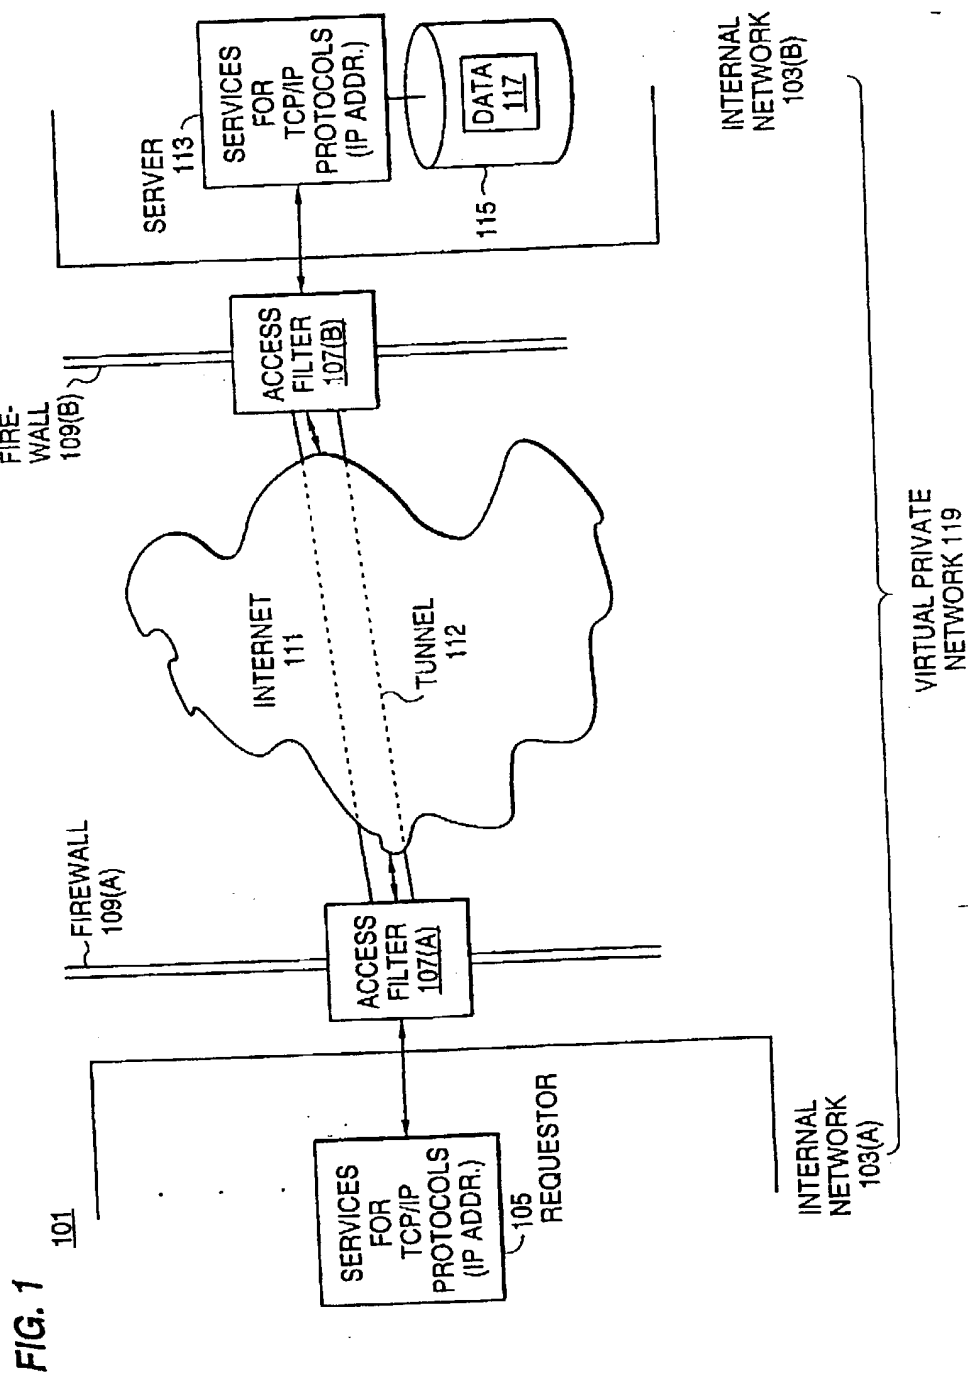 FIG. 1
101
SERVICES
FOR
TCP/IP
PROTOCOLS
(IP ADDR.)
105
REQUESTOR
INTERNAL
NETWORK
103(A)
FIREWALL
109(A)
ACCESS
FILTER
107(A)
INTERNET
111
TUNNEL
112
FIRE-
WALL
109(B)
ACCESS
FILTER
107(B)
SERVER
113
SERVICES
FOR
TCP/IP
PROTOCOLS
(IP ADDR.)
DATA
117
115
INTERNAL
NETWORK
103(B)
VIRTUAL PRIVATE
NETWORK 119